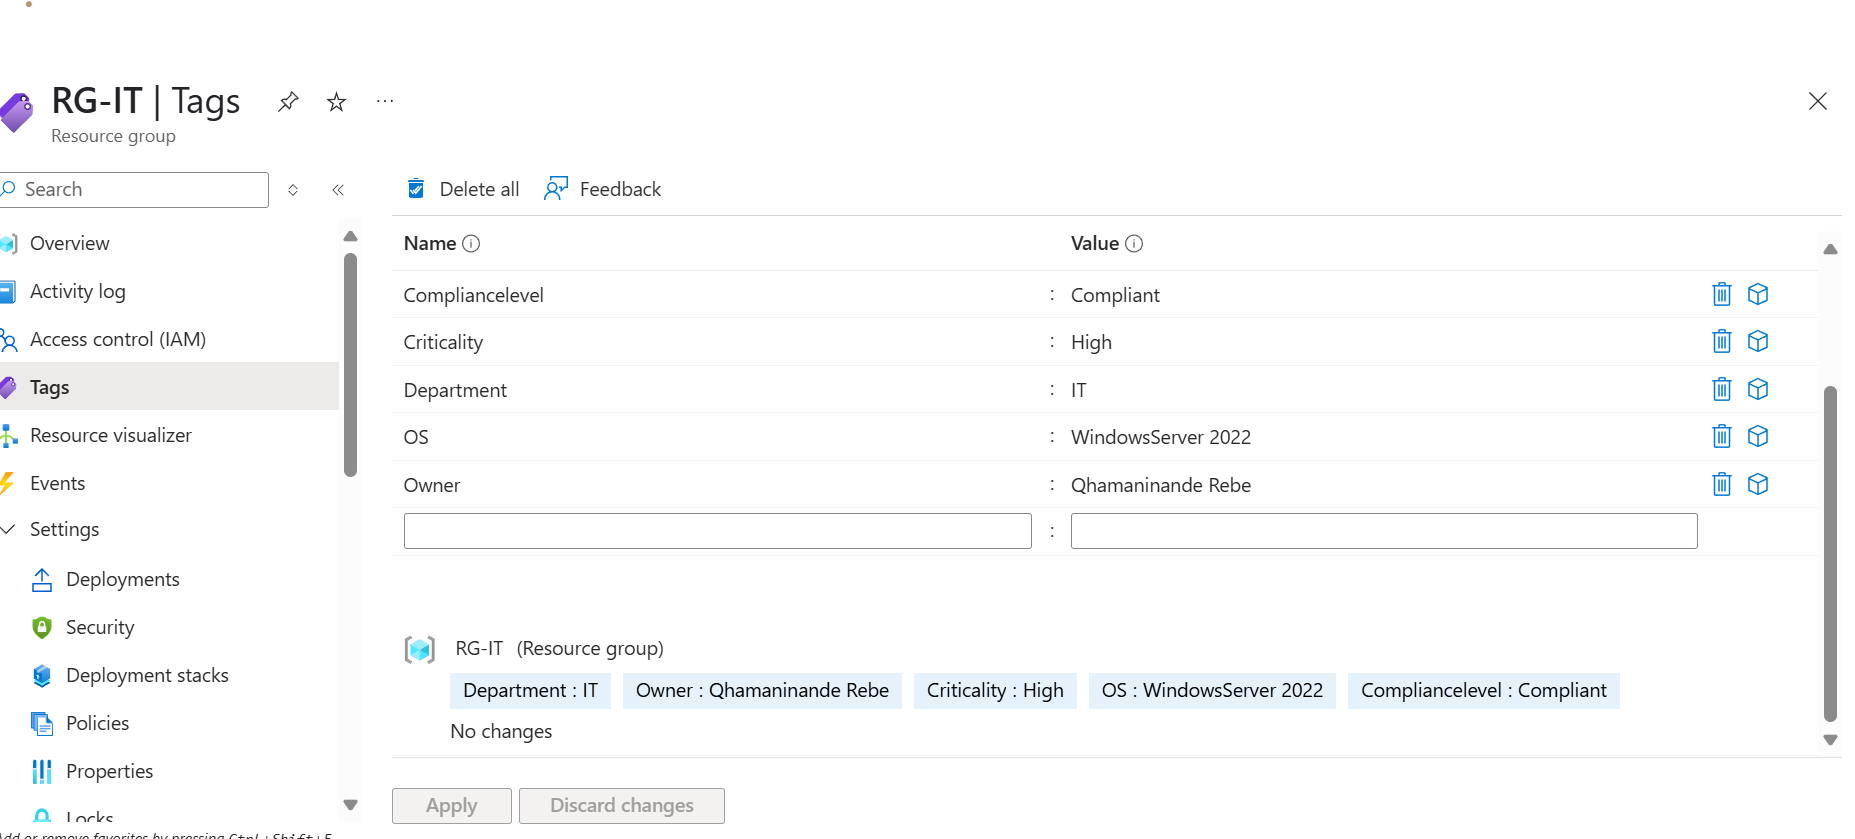 RG-IT | Tags
Resource group
Search
Overview
Activity log
Access control (IAM)
Tags
Resource visualizer
Events
Settings
Deployments
Security
Deployment stacks
Policies
Properties
Locks
Add or remove favorites by pressing Ctrl+Shift+F
Delete all Feedback
Name Value
Compliancelevel : Compliant
Criticality : High
Department : IT
OS : WindowsServer 2022
Owner : Qhamaninande Rebe
:
RG-IT (Resource group)
Department : IT Owner : Qhamaninande Rebe Criticality : High OS : WindowsServer 2022 Compliancelevel : Compliant
No changes
Apply Discard changes